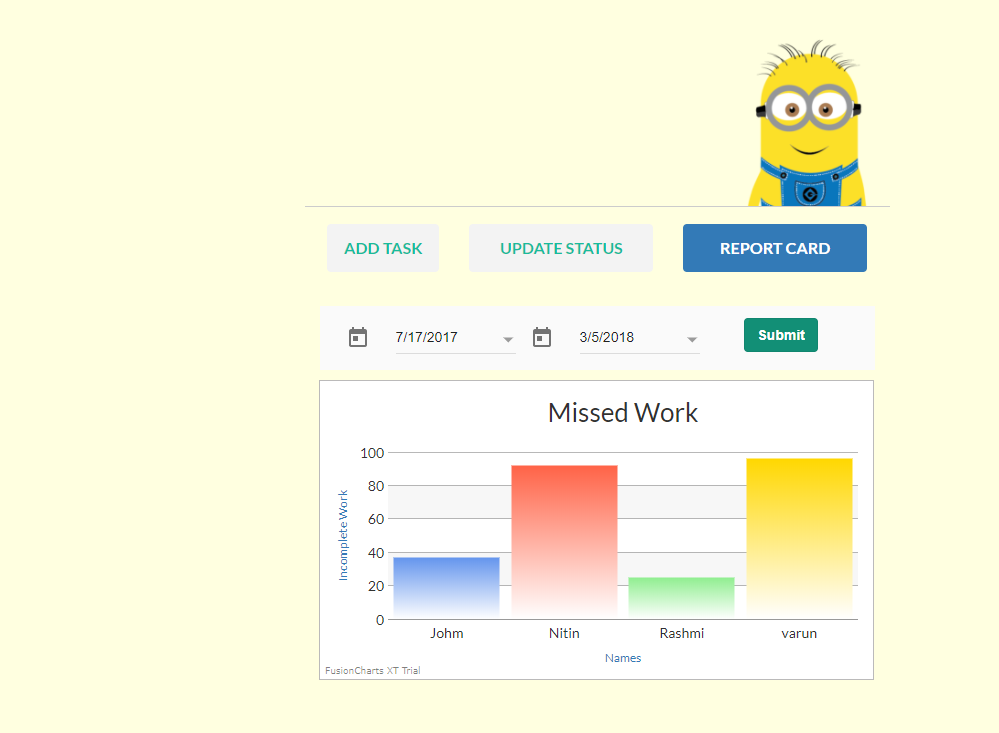 ADD TASK UPDATE STATUS REPORT CARD
7/17/2017 3/5/2018 Submit
Missed Work
Incomplete Work
100
80
60
40
20
0
Johm Nitin Rashmi varun
Names
FusionCharts XT Trial